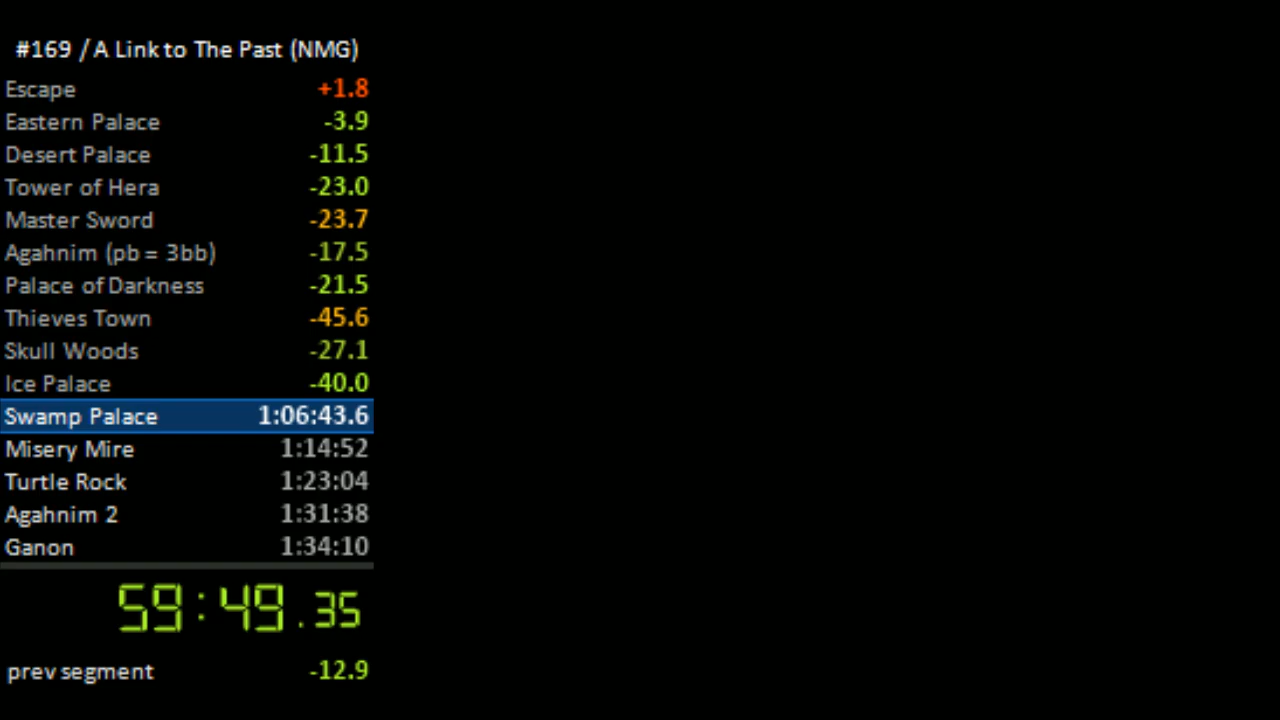 #169 / A Link to The Past (NMG)
Escape +1.8
Eastern Palace -3.9
Desert Palace -11.5
Tower of Hera -23.0
Master Sword -23.7
Agahnim (pb = 3bb) -17.5
Palace of Darkness -21.5
Thieves Town -45.6
Skull Woods -27.1
Ice Palace -40.0
Swamp Palace 1:06:43.6
Misery Mire 1:14:52
Turtle Rock 1:23:04
Agahnim 2 1:31:38
Ganon 1:34:10
59:49.35
prev segment -12.9